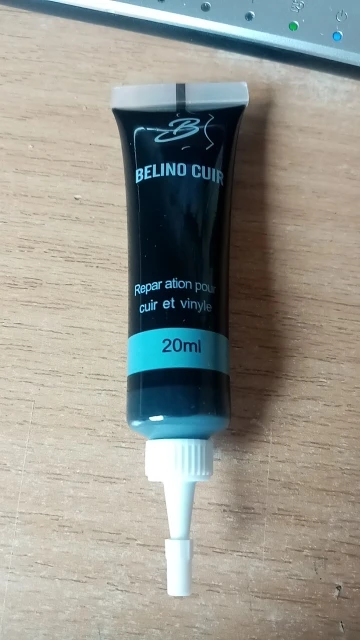 B
BELINO CUIR
Repar ation pour
cuir et vinyle
20ml